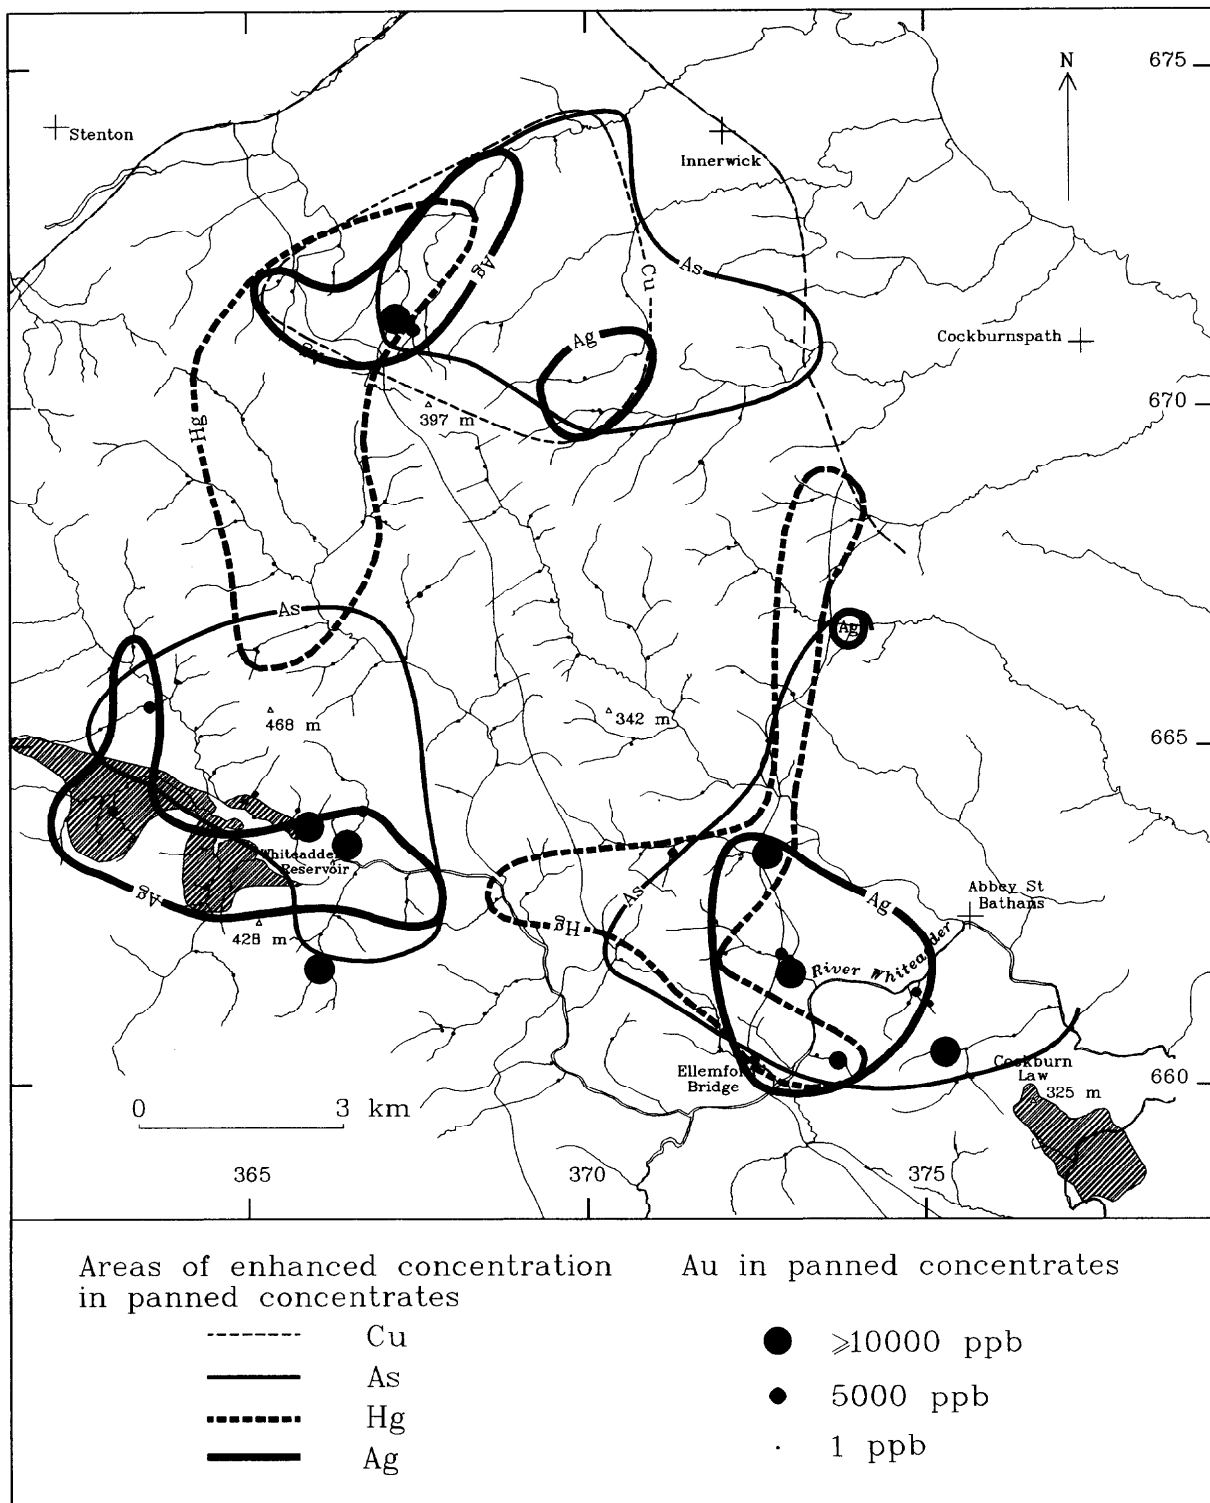 675
N
Stenton
Innerwick
As
Cu
Ag
Ag
Cockburnspath
Hg
397 m
670
As
Ag
468 m
342 m
665
Whiteadder
Reservoir
Ag
As
Hg
Ag
Abbey St
Bathans
428 m
River Whiteadder
Ellemford
Bridge
Cockburn
Law
325 m
660
0 3 km
365 370 375
Areas of enhanced concentration
in panned concentrates
Cu
As
Hg
Ag
Au in panned concentrates
⩾10000 ppb
5000 ppb
1 ppb